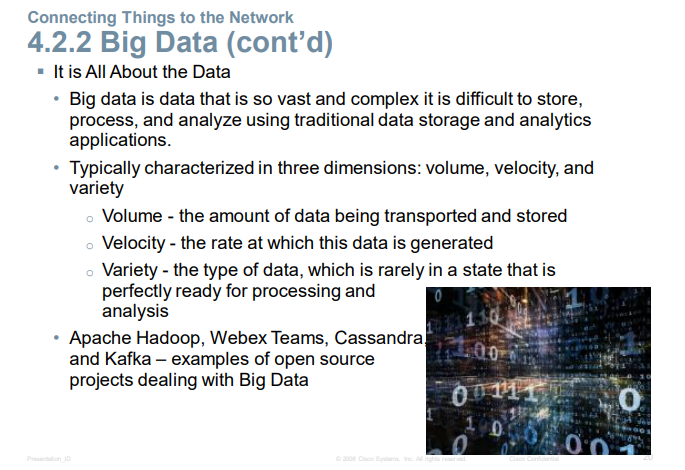 Connecting Things to the Network
4.2.2 Big Data (cont’d)
▪ It is All About the Data
• Big data is data that is so vast and complex it is difficult to store,
process, and analyze using traditional data storage and analytics
applications.
• Typically characterized in three dimensions: volume, velocity, and
variety
o Volume - the amount of data being transported and stored
o Velocity - the rate at which this data is generated
o Variety - the type of data, which is rarely in a state that is
perfectly ready for processing and
analysis
• Apache Hadoop, Webex Teams, Cassandra,
and Kafka – examples of open source
projects dealing with Big Data
Presentation_ID
© 2008 Cisco Systems, Inc. All rights reserved.
Cisco Confidential